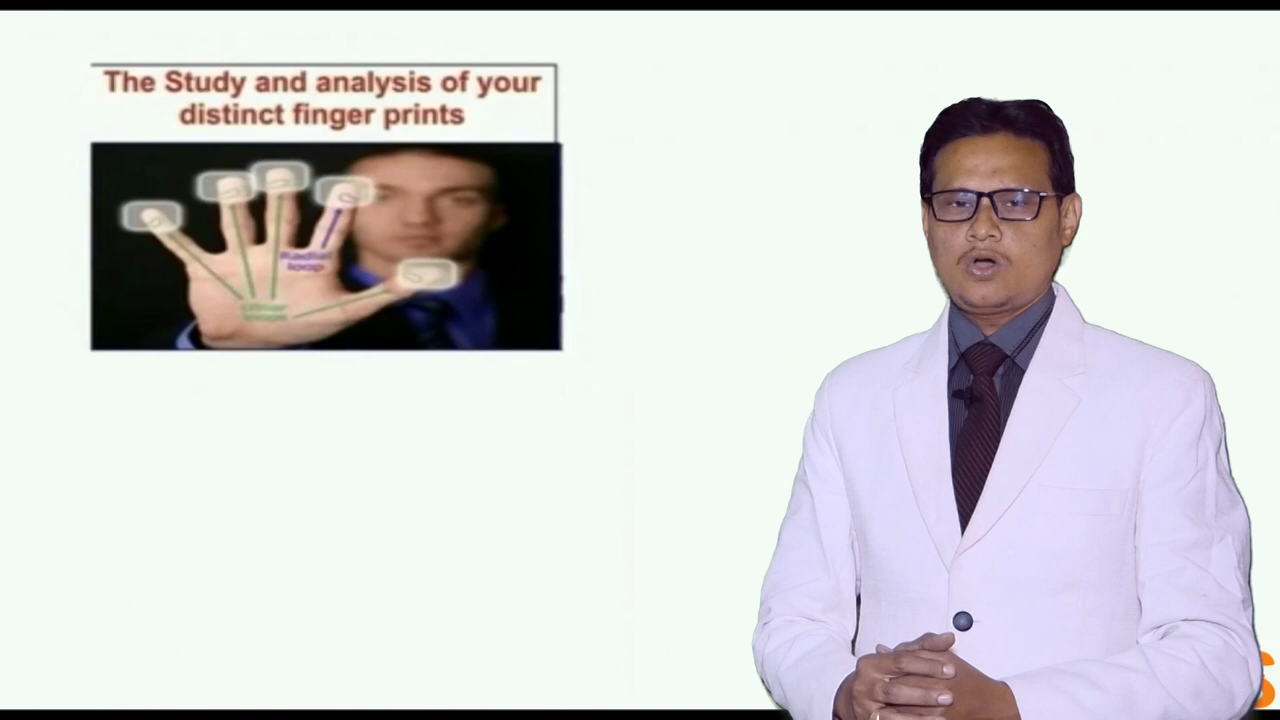 The Study and analysis of your
distinct finger prints
Radial
loop